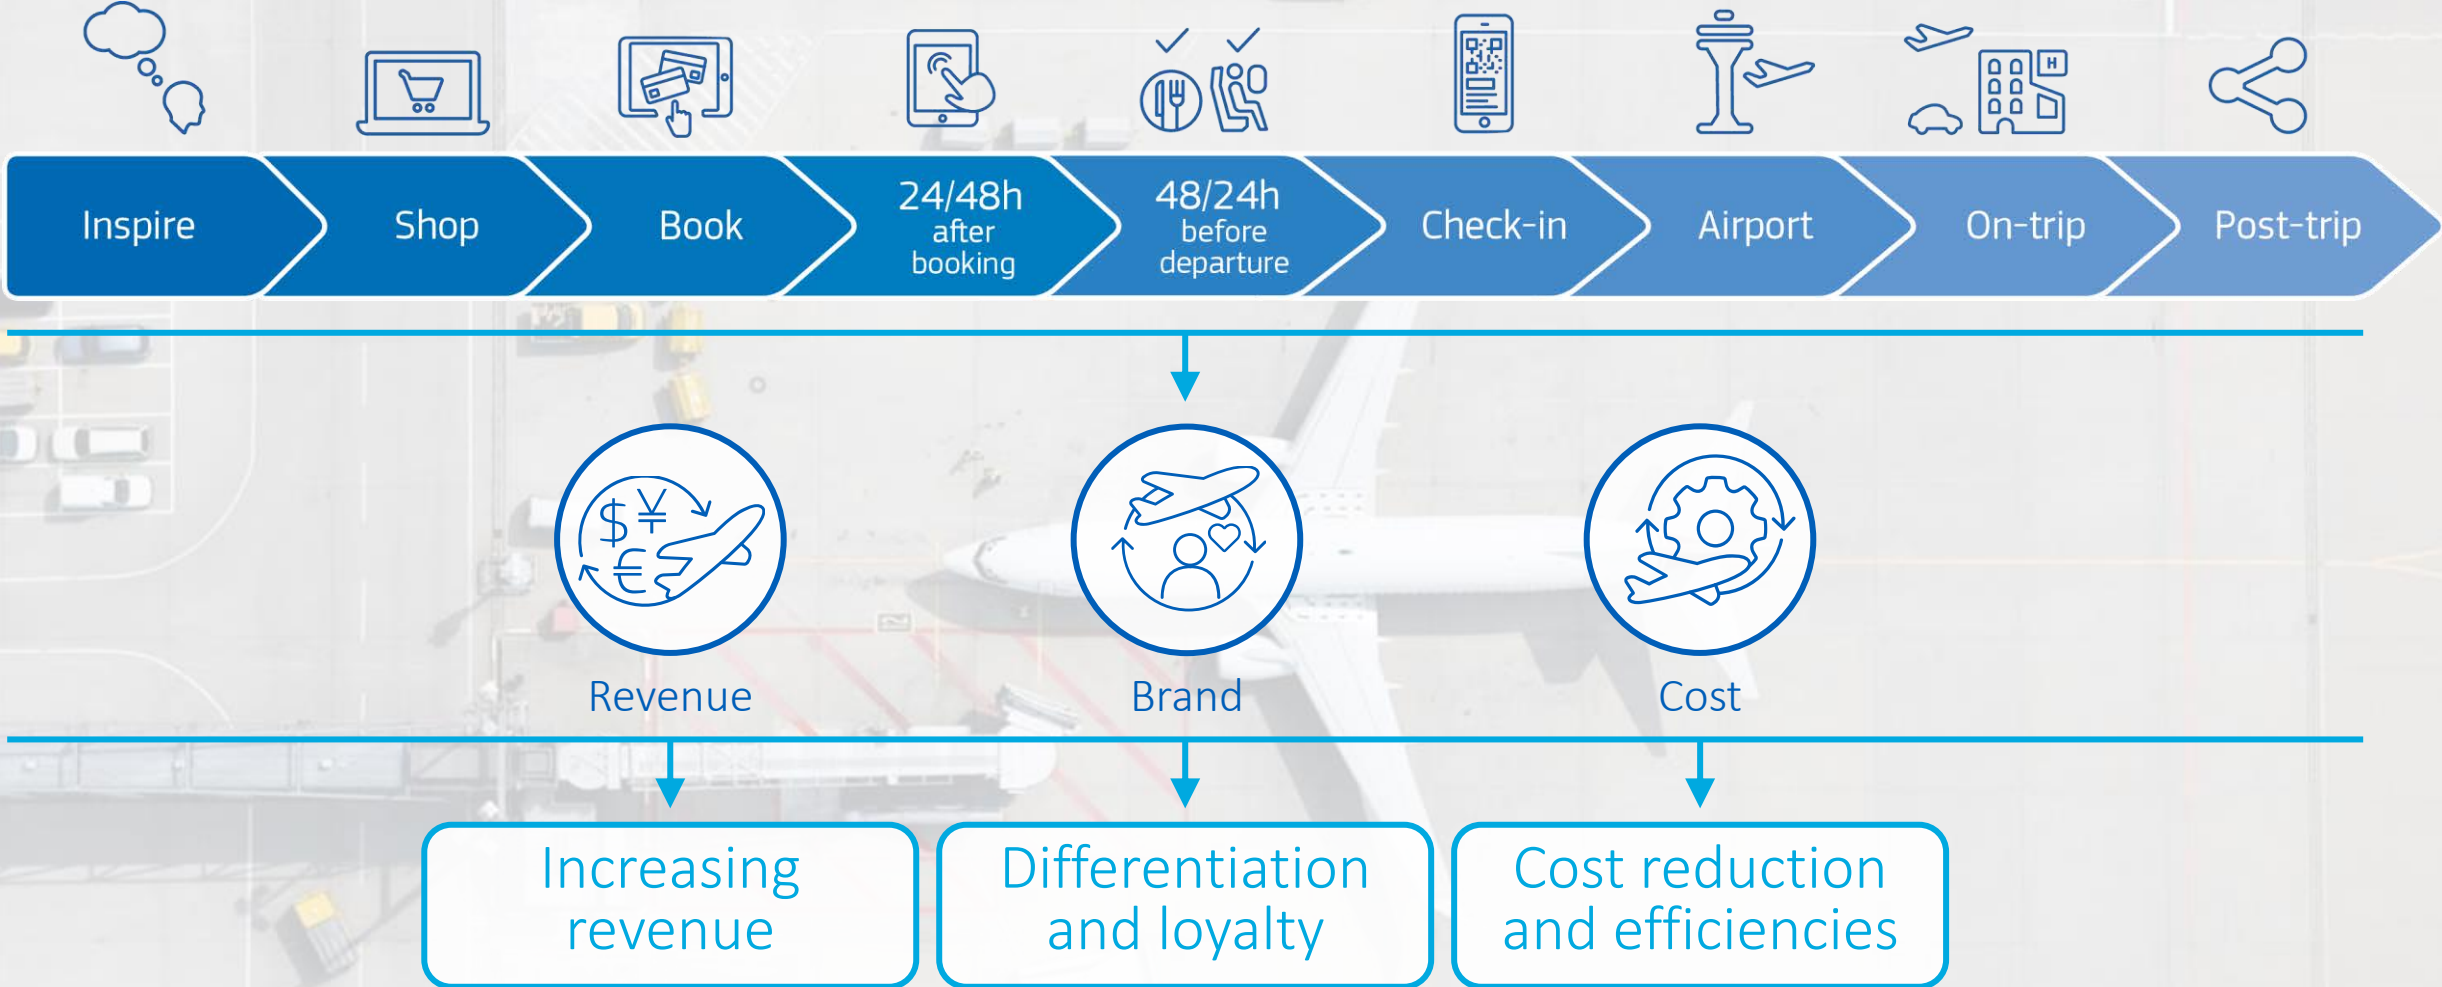 H
Inspire
Shop
Book
24/48h
after
booking
48/24h
before
departure
Check-in
Airport
On-trip
Post-trip
$ ¥
€
Revenue
Brand
Cost
Increasing
revenue
Differentiation
and loyalty
Cost reduction
and efficiencies